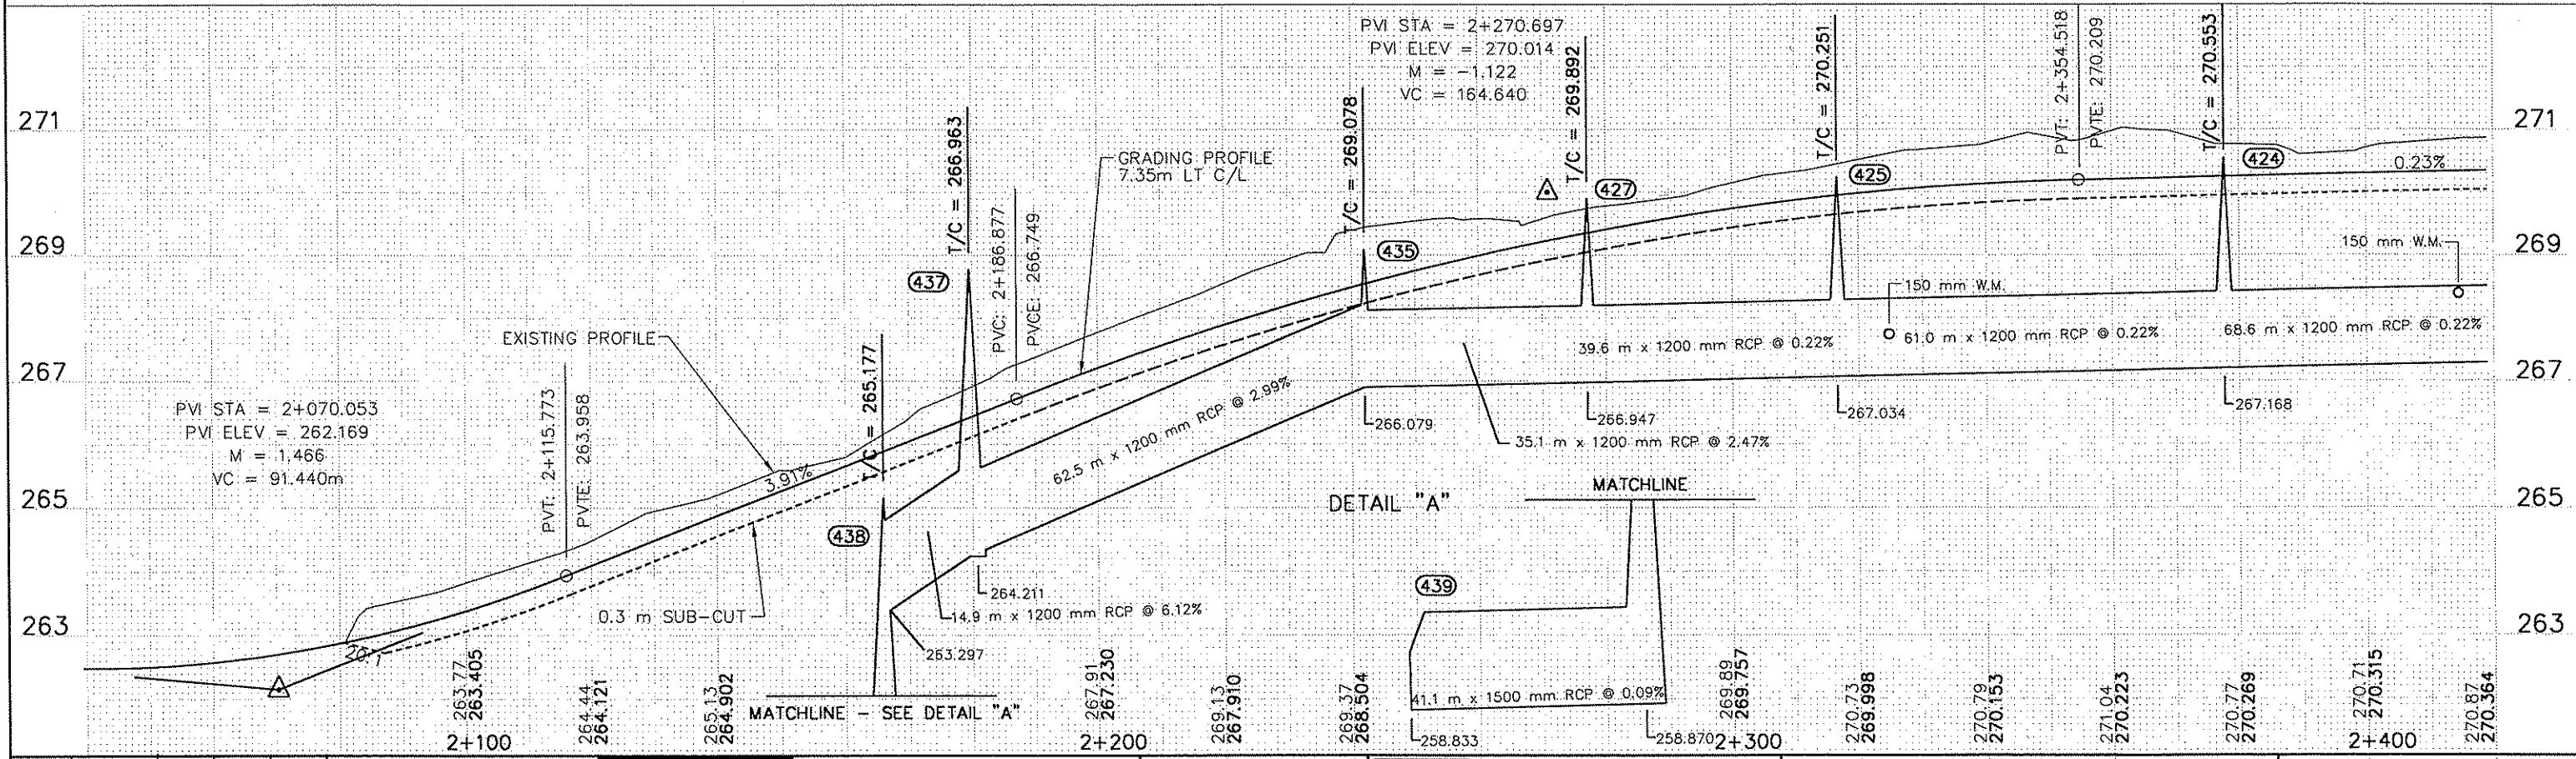 PVI STA = 2+270.697
PVI ELEV = 270.014
M = -1.122
VC = 164.640
T/C = 269.892
T/C = 270.251
PVT: 2+354.518
PVTE: 270.209
T/C = 270.553
271
271
T/C = 266.963
GRADING PROFILE
7.35m LT C/L
T/C = 269.078
427
425
424
0.23%
PVC: 2+186.877
PVCE: 266.749
269
437
435
150 mm W.M.
269
150 mm W.M.
EXISTING PROFILE
T/C = 265.177
39.6 m x 1200 mm RCP @ 0.22%
61.0 m x 1200 mm RCP @ 0.22%
68.6 m x 1200 mm RCP @ 0.22%
267
267
PVI STA = 2+070.053
PVI ELEV = 262.169
M = 1.466
VC = 91.440m
PVT: 2+115.773
PVTE: 263.958
62.5 m x 1200 mm RCP @ 2.99%
266.079
266.947
267.034
267.168
35.1 m x 1200 mm RCP @ 2.47%
3.91%
265
DETAIL "A"
MATCHLINE
265
438
439
0.3 m SUB-CUT
264.211
14.9 m x 1200 mm RCP @ 6.12%
263
263
20:1
263.297
41.1 m x 1500 mm RCP @ 0.09%
MATCHLINE - SEE DETAIL "A"
258.833
258.870
263.77
263.405
264.44
264.121
265.13
264.902
267.91
267.230
269.13
267.910
269.37
268.504
269.89
269.757
270.73
269.998
270.79
270.153
271.04
270.223
270.77
270.269
270.71
270.315
270.87
270.364
2+100
2+200
2+300
2+400